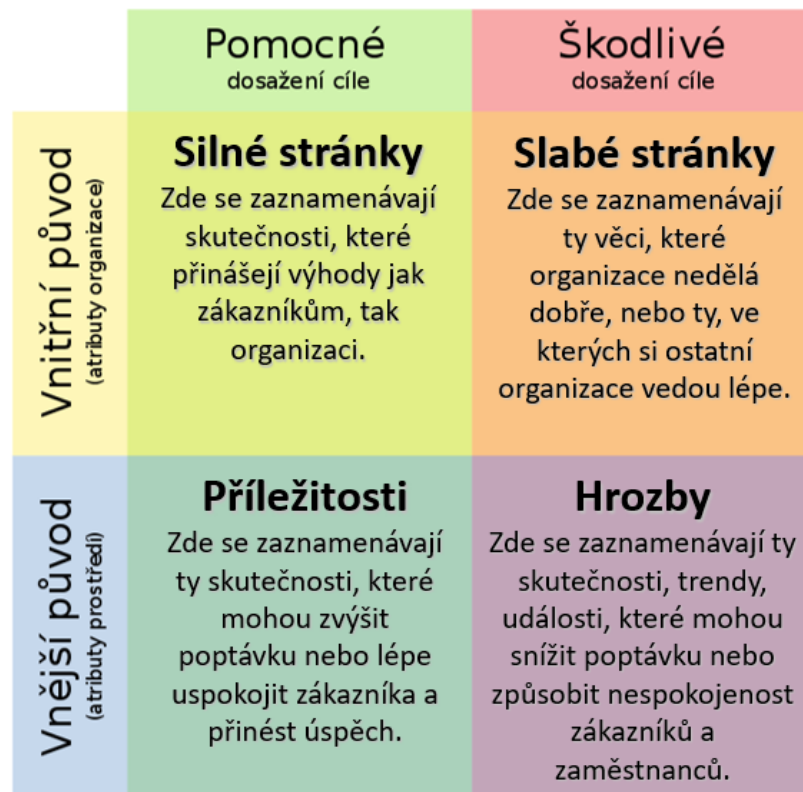 Pomocné
dosažení cíle
Škodlivé
dosažení cíle
Vnitřní původ
(atributy organizace)
Silné stránky
Zde se zaznamenávají
skutečnosti, které
přinášejí výhody jak
zákazníkům, tak
organizaci.
Slabé stránky
Zde se zaznamenávají
ty věci, které
organizace nedělá
dobře, nebo ty, ve
kterých si ostatní
organizace vedou lépe.
Vnější původ
(atributy prostředí)
Příležitosti
Zde se zaznamenávají
ty skutečnosti, které
mohou zvýšit
poptávku nebo lépe
uspokojit zákazníka a
přinést úspěch.
Hrozby
Zde se zaznamenávají ty
skutečnosti, trendy,
události, které mohou
snížit poptávku nebo
způsobit nespokojenost
zákazníků a
zaměstnanců.